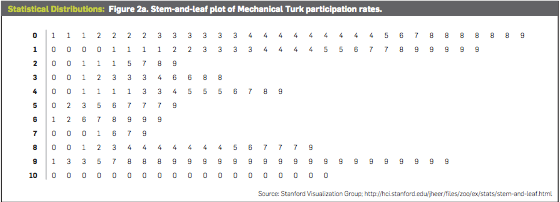 Statistical Distributions: Figure 2a. Stem-and-leaf plot of Mechanical Turk participation rates.
0 1 1 1 2 2 2 2 3 3 3 3 3 3 4 4 4 4 4 4 4 4 4 5 6 7 8 8 8 8 8 8 9
1 0 0 0 0 1 1 1 1 2 2 2 3 3 3 4 4 4 4 5 5 6 7 7 8 9 9 9 9 9
2 0 0 1 1 1 5 7 8 9
3 0 0 1 2 3 3 3 4 6 6 8 8
4 0 0 1 1 1 1 3 3 4 5 5 5 6 7 8 9
5 0 2 3 5 6 7 7 7 9
6 1 2 6 7 8 9 9 9
7 0 0 0 1 6 7 9
8 0 0 1 2 3 4 4 4 4 4 4 4 5 6 7 7 7 9
9 1 3 3 5 7 8 8 8 9 9 9 9 9 9 9 9 9 9 9 9 9 9 9 9 9 9 9
10 0 0 0 0 0 0 0 0 0 0 0 0 0 0 0 0 0 0 0
Source: Stanford Visualization Group; http://hci.stanford.edu/jheer/files/zoo/ex/stats/stem-and-leaf.html